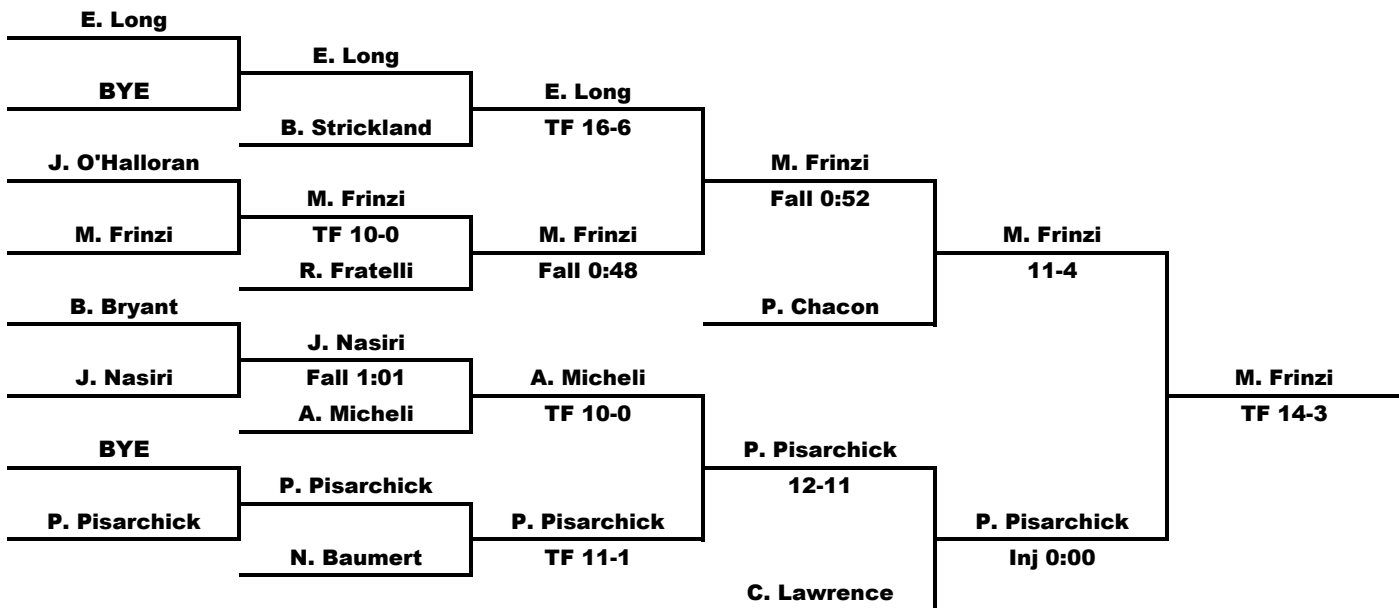 E. Long
BYE
J. O'Halloran
M. Frinzi
B. Bryant
J. Nasiri
BYE
P. Pisarchick
E. Long
B. Strickland
M. Frinzi
TF 10-0
R. Fratelli
J. Nasiri
Fall 1:01
A. Micheli
P. Pisarchick
N. Baumert
E. Long
TF 16-6
M. Frinzi
Fall 0:48
A. Micheli
TF 10-0
P. Pisarchick
TF 11-1
M. Frinzi
Fall 0:52
P. Chacon
P. Pisarchick
12-11
C. Lawrence
M. Frinzi
11-4
P. Pisarchick
Inj 0:00
M. Frinzi
TF 14-3